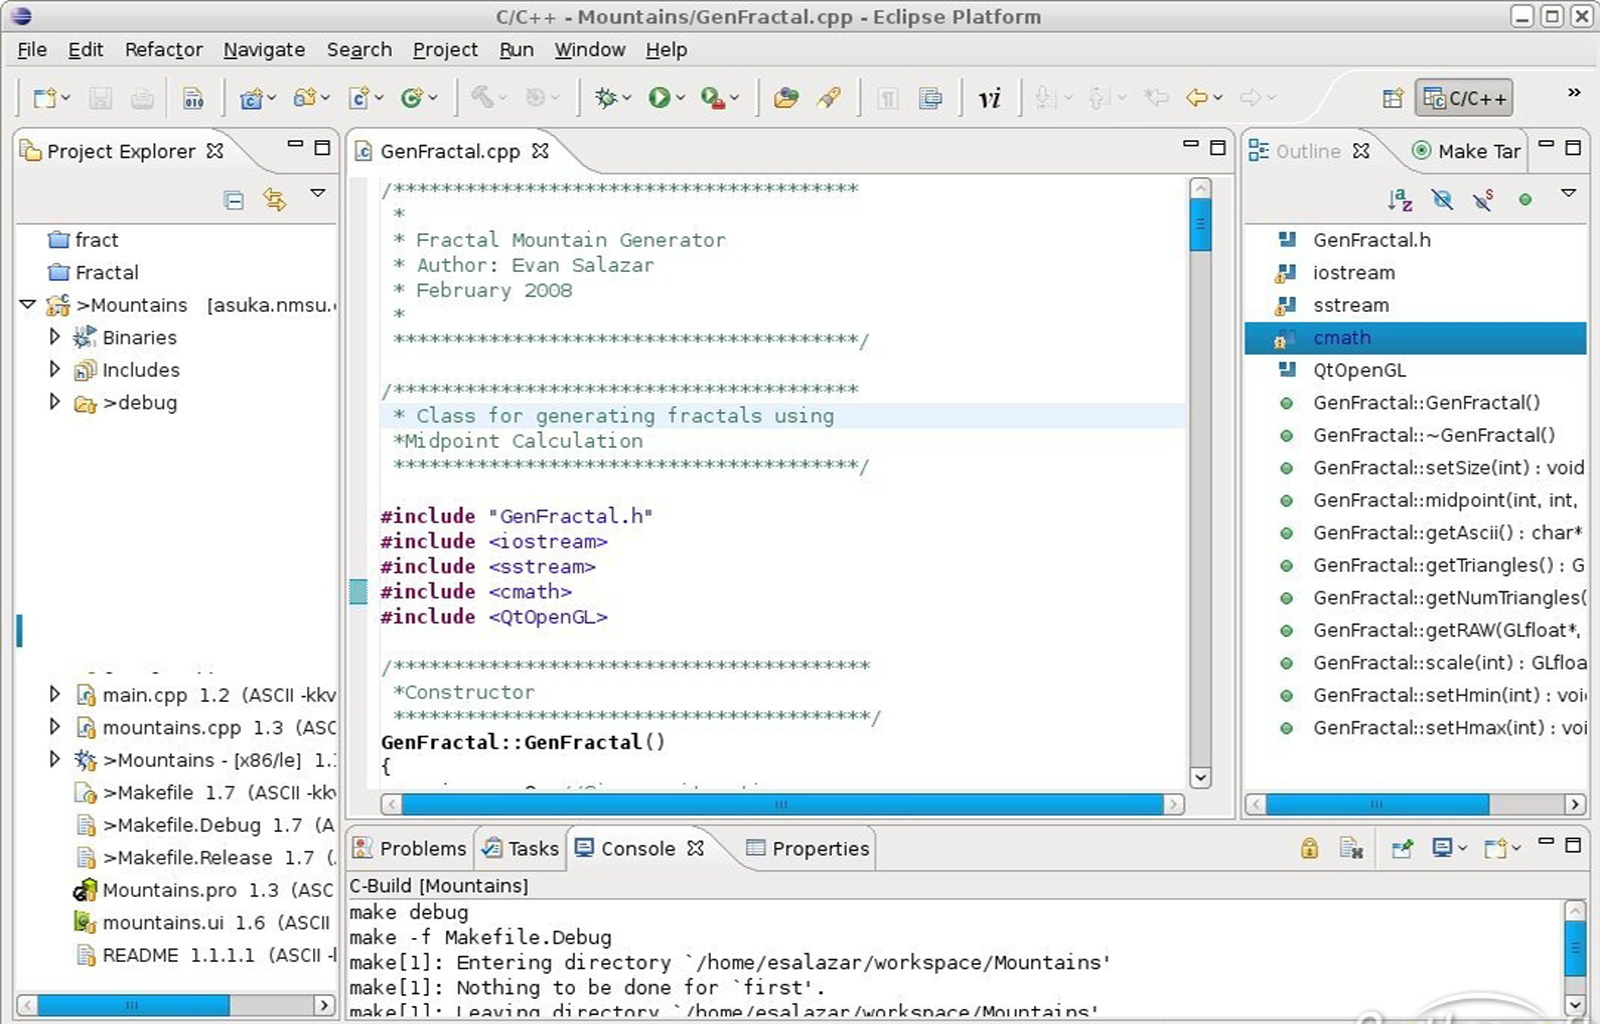 C/C++ - Mountains/GenFractal.cpp - Eclipse Platform
File Edit Refactor Navigate Search Project Run Window Help
010
vi
C/C++
»
Project Explorer
fract
Fractal
>Mountains [asuka.nmsu.
Binaries
Includes
>debug
main.cpp 1.2 (ASCII -kkv
mountains.cpp 1.3 (ASC
>Mountains - [x86/le] 1.
>Makefile 1.7 (ASCII -kkv
>Makefile.Debug 1.7 (A
>Makefile.Release 1.7 (
Mountains.pro 1.3 (ASC
mountains.ui 1.6 (ASCII
README 1.1.1.1 (ASCII -
GenFractal.cpp
/***************************************
 *
 * Fractal Mountain Generator
 * Author: Evan Salazar
 * February 2008
 *
 ***************************************/
/***************************************
 * Class for generating fractals using
 *Midpoint Calculation
 ***************************************/
#include "GenFractal.h"
#include <iostream>
#include <sstream>
#include <cmath>
#include <QtOpenGL>
/****************************************
 *Constructor
 ****************************************/
GenFractal::GenFractal()
{
Outline
Make Tar
GenFractal.h
iostream
sstream
cmath
QtOpenGL
GenFractal::GenFractal()
GenFractal::~GenFractal()
GenFractal::setSize(int) : void
GenFractal::midpoint(int, int,
GenFractal::getAscii() : char*
GenFractal::getTriangles() : G
GenFractal::getNumTriangles(
GenFractal::getRAW(GLfloat*,
GenFractal::scale(int) : GLfloa
GenFractal::setHmin(int) : voi
GenFractal::setHmax(int) : voi
Problems Tasks Console Properties
C-Build [Mountains]
make debug
make -f Makefile.Debug
make[1]: Entering directory `/home/esalazar/workspace/Mountains'
make[1]: Nothing to be done for `first'.
make[1]: Leaving directory `/home/esalazar/workspace/Mountains'